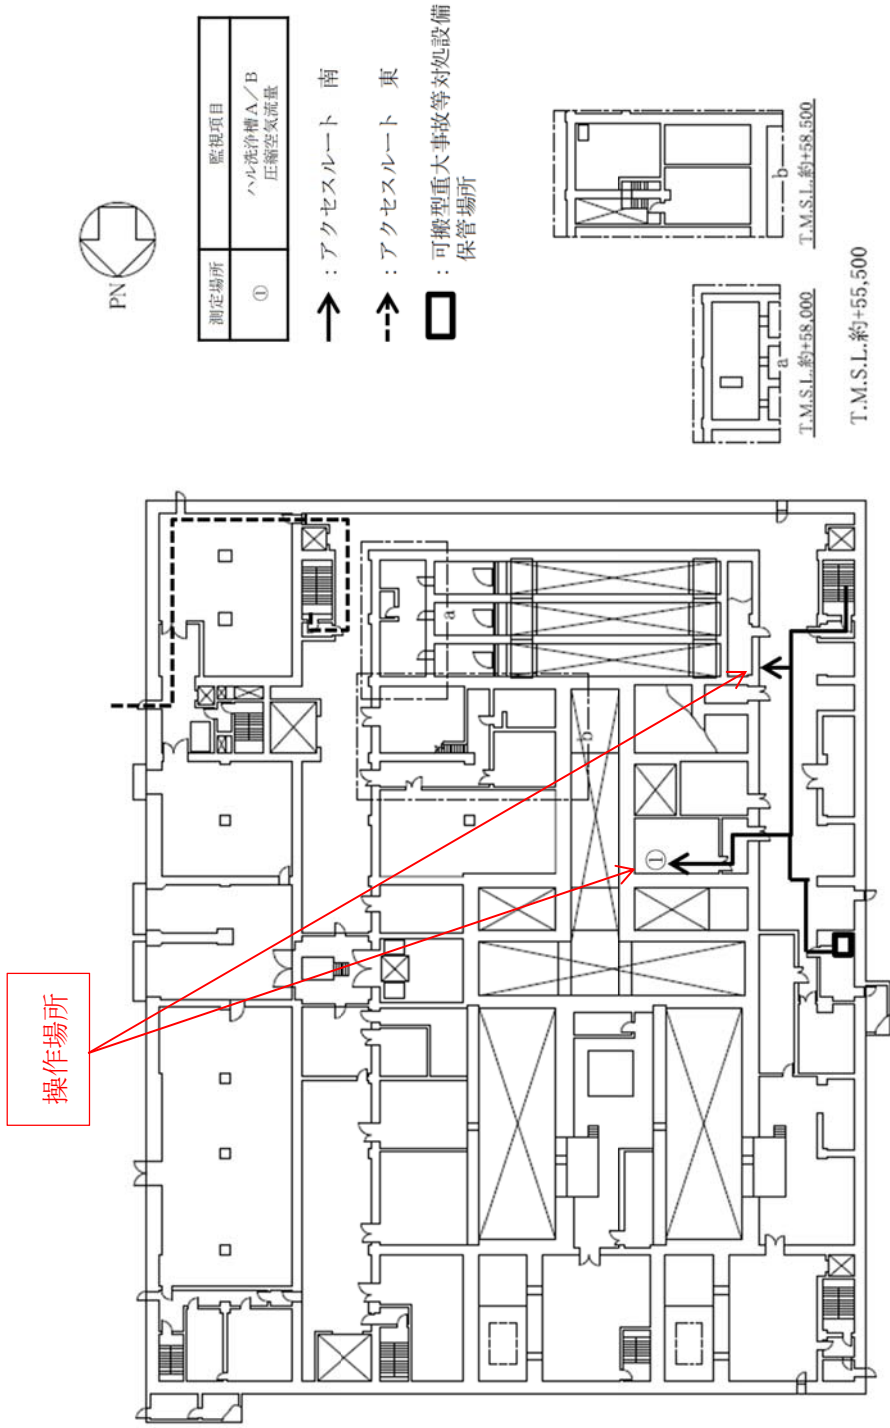 PN
測定場所
監視項目
①
ハル洗浄槽A／B
圧縮空気流量
：アクセスルート　南
：アクセスルート　東
：可搬型重大事故等対処設備
保管場所
操作場所
①
a
b
a
T.M.S.L.約+58,000
b
T.M.S.L.約+58,500
T.M.S.L.約+55,500